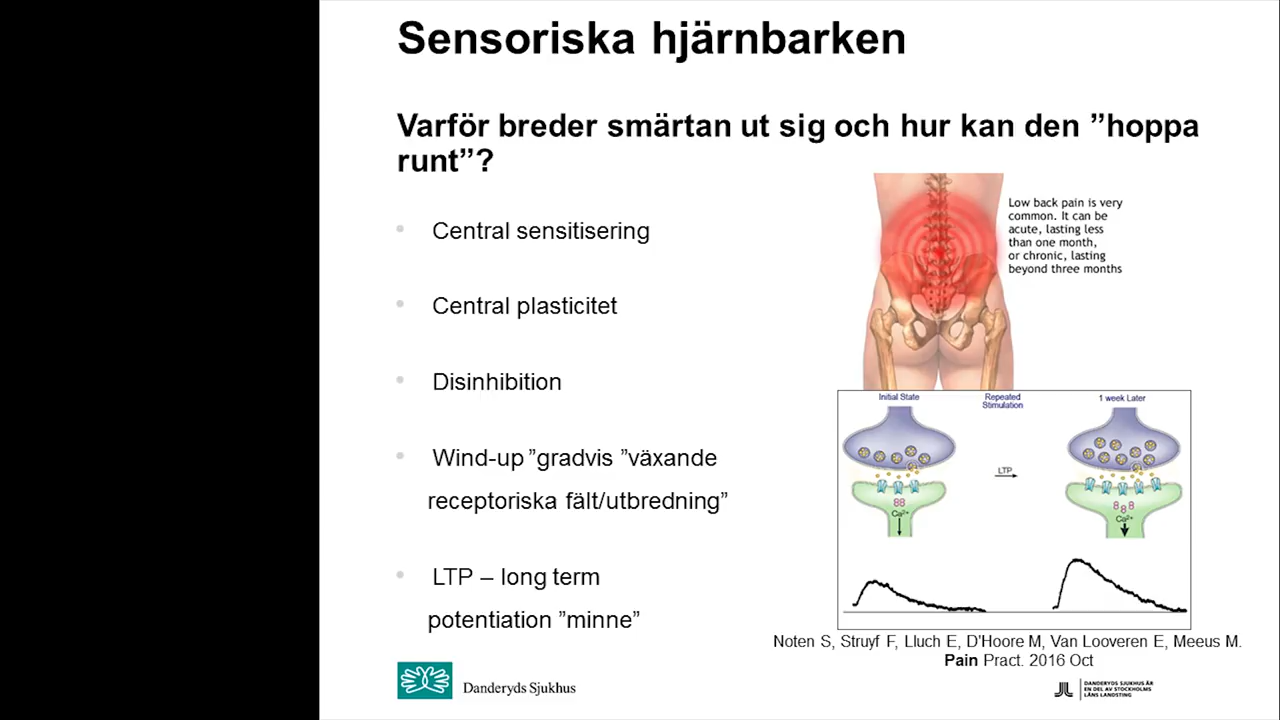 Sensoriska hjärnbarken
Varför breder smärtan ut sig och hur kan den ”hoppa
runt”?
• Central sensitisering
• Central plasticitet
• Disinhibition
• Wind-up ”gradvis ”växande
receptoriska fält/utbredning”
• LTP – long term
potentiation ”minne”
Low back pain is very
common. It can be
acute, lasting less
than one month,
or chronic, lasting
beyond three months
Initial State
Repeated
Stimulation
1 week Later
LTP
Ca²⁺
Ca²⁺
Noten S, Struyf F, Lluch E, D’Hoore M, Van Looveren E, Meeus M.
Pain Pract. 2016 Oct
Danderyds Sjukhus
DANDERYDS SJUKHUS ÄR
EN DEL AV STOCKHOLMS
LÄNS LANDSTING